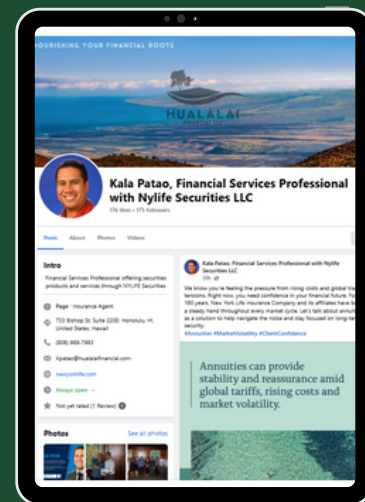 NOURISHING YOUR FINANCIAL ROOTS
HUALALAI
Kala Patao, Financial Services Professional
with Nylife Securities LLC
176 likes • 175 followers
Posts About Photos Videos
Intro
Financial Services Professional offering securities
products and services through NYLIFE Securities
Page · Insurance Agent
733 Bishop St, Suite 2200, Honolulu, HI,
United States, Hawaii
(808) 989-7983
Kpatao@hualalaifinancial.com
newyorklife.com
Always open
Not yet rated (1 Review)
Photos See all photos
Kala Patao, Financial Services Professional with Nylife
Securities LLC
20h
We know you're feeling the pressure from rising costs and global tra
tensions. Right now, you need confidence in your financial future. For
180 years, New York Life Insurance Company and its affiliates have b
a steady hand throughout every market cycle. Let's talk about annuit
as a solution to help navigate the noise and stay focused on long-te
security.
#Annuities #MarketVolatility #ClientConfidence
Annuities can provide
stability and reassurance amid
global tariffs, rising costs and
market volatility.